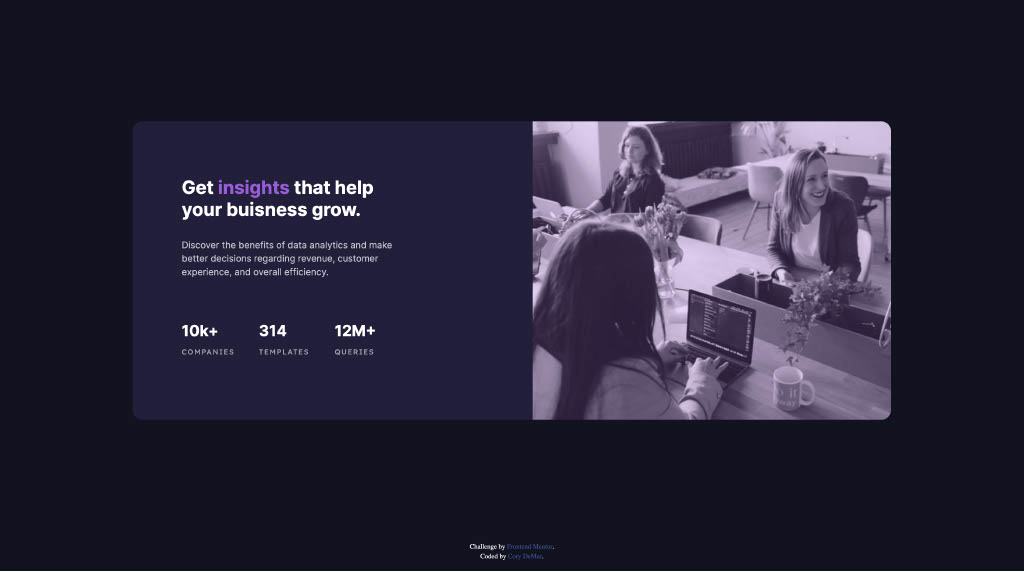 Get insights that help
your buisness grow.
Discover the benefits of data analytics and make
better decisions regarding revenue, customer
experience, and overall efficiency.
10k+ 314 12M+
COMPANIES TEMPLATES QUERIES
Challenge by Frontend Mentor.
Coded by Cory DeMar.